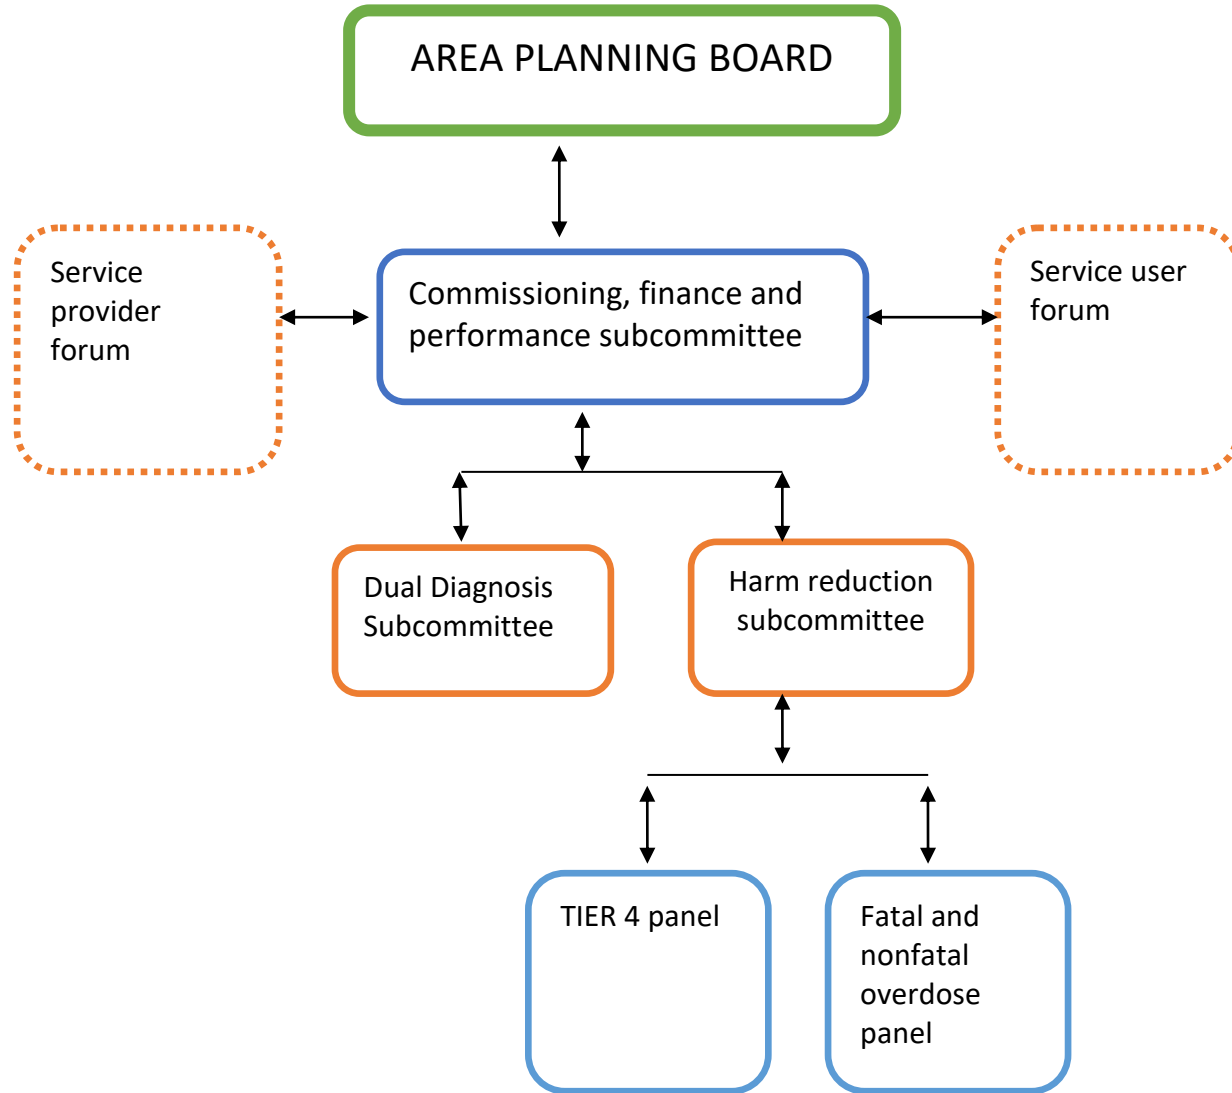 AREA PLANNING BOARD
Service
provider
forum
Commissioning, finance and
performance subcommittee
Service user
forum
Dual Diagnosis
Subcommittee
Harm reduction
subcommittee
TIER 4 panel
Fatal and
nonfatal
overdose
panel